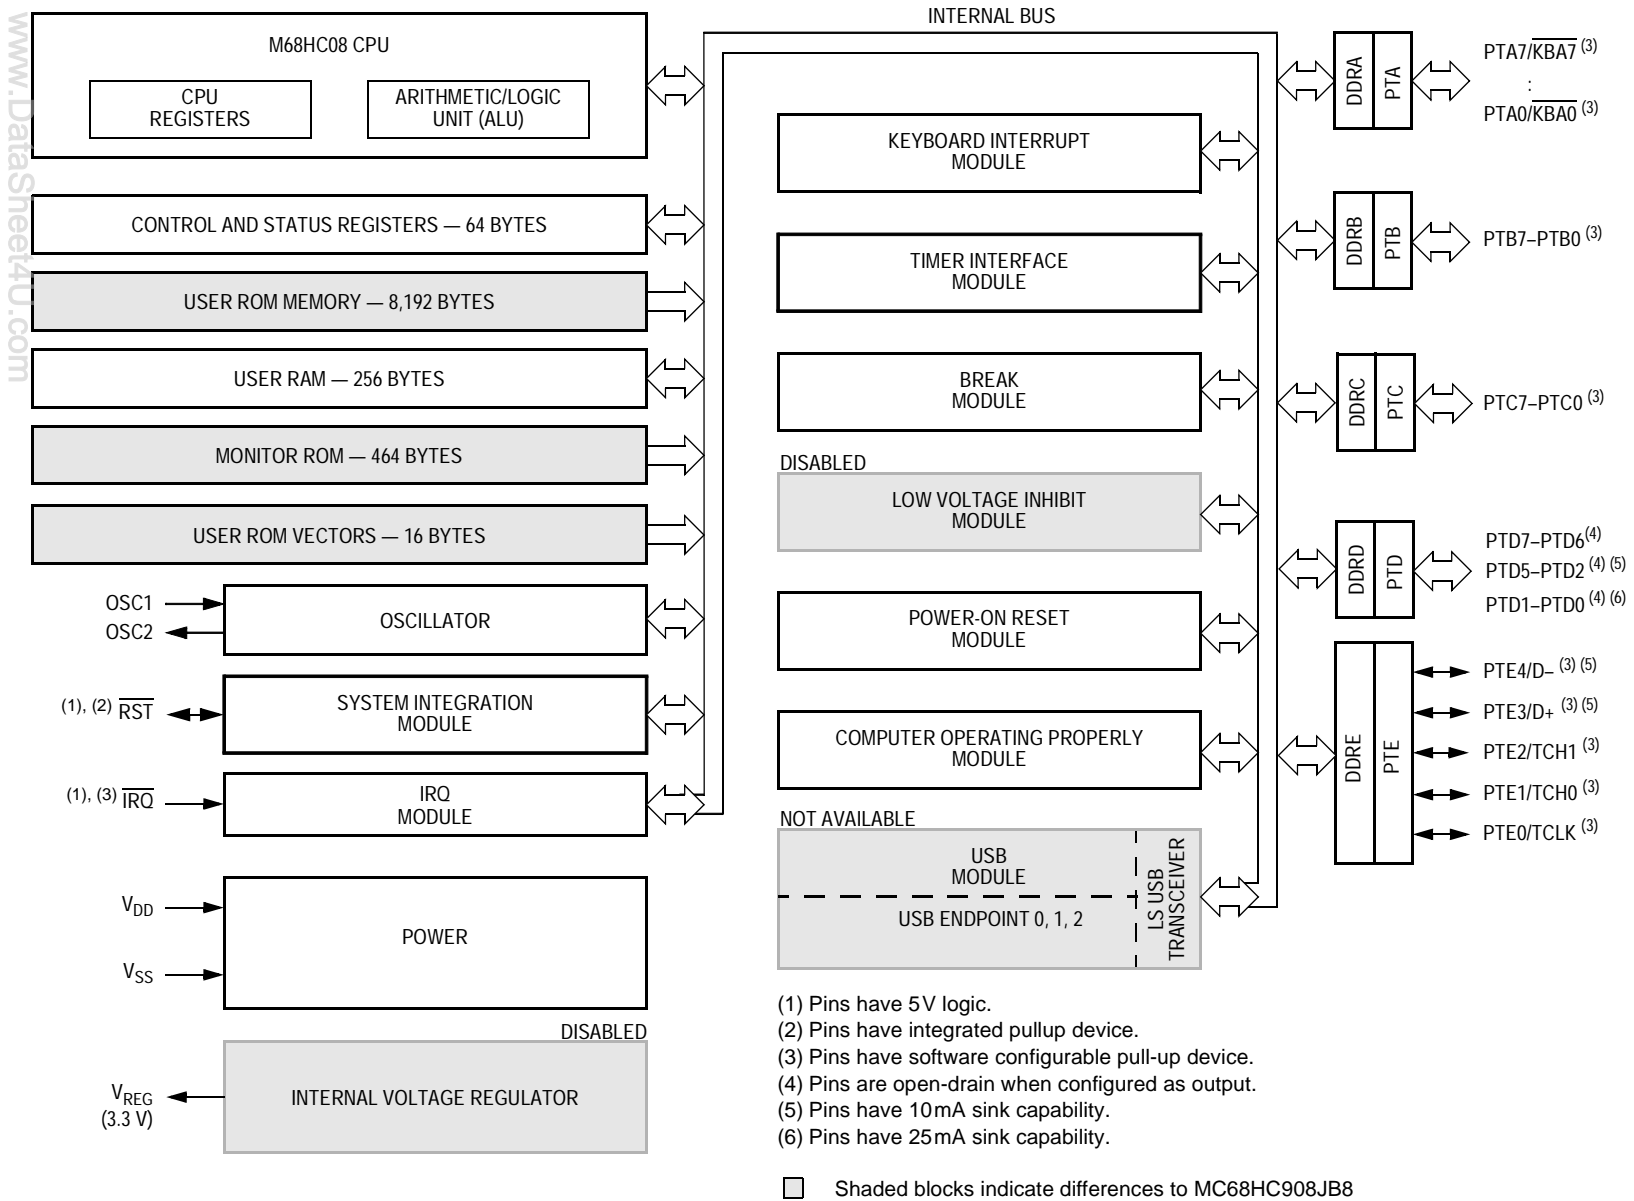 www.DataSheet4U.com
INTERNAL BUS
M68HC08 CPU
CPU
REGISTERS
ARITHMETIC/LOGIC
UNIT (ALU)
CONTROL AND STATUS REGISTERS — 64 BYTES
USER ROM MEMORY — 8,192 BYTES
USER RAM — 256 BYTES
MONITOR ROM — 464 BYTES
USER ROM VECTORS — 16 BYTES
OSC1
OSC2
OSCILLATOR
(1), (2) RST
SYSTEM INTEGRATION
MODULE
(1), (3) IRQ
IRQ
MODULE
VDD
VSS
POWER
DISABLED
VREG
(3.3 V)
INTERNAL VOLTAGE REGULATOR
KEYBOARD INTERRUPT
MODULE
TIMER INTERFACE
MODULE
BREAK
MODULE
DISABLED
LOW VOLTAGE INHIBIT
MODULE
POWER-ON RESET
MODULE
COMPUTER OPERATING PROPERLY
MODULE
NOT AVAILABLE
USB
MODULE
USB ENDPOINT 0, 1, 2
LS USB
TRANSCEIVER
DDRA
PTA
PTA7/KBA7 (3)
:
PTA0/KBA0 (3)
DDRB
PTB
PTB7–PTB0 (3)
DDRC
PTC
PTC7–PTC0 (3)
DDRD
PTD
PTD7–PTD6(4)
PTD5–PTD2 (4) (5)
PTD1–PTD0 (4) (6)
DDRE
PTE
PTE4/D– (3) (5)
PTE3/D+ (3) (5)
PTE2/TCH1 (3)
PTE1/TCH0 (3)
PTE0/TCLK (3)
(1) Pins have 5V logic.
(2) Pins have integrated pullup device.
(3) Pins have software configurable pull-up device.
(4) Pins are open-drain when configured as output.
(5) Pins have 10mA sink capability.
(6) Pins have 25mA sink capability.
Shaded blocks indicate differences to MC68HC908JB8